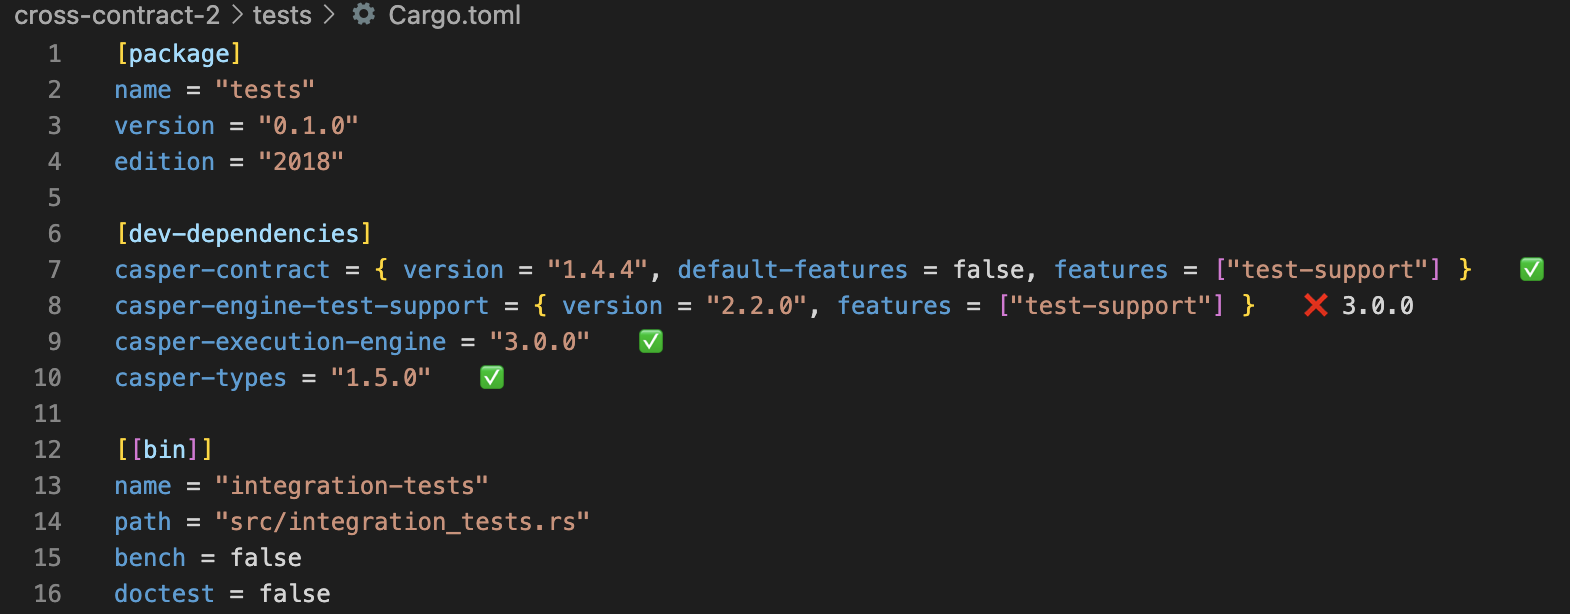 cross-contract-2 > tests > Cargo.toml
1 [package]
2 name = "tests"
3 version = "0.1.0"
4 edition = "2018"
5
6 [dev-dependencies]
7 casper-contract = { version = "1.4.4", default-features = false, features = ["test-support"] } ✅
8 casper-engine-test-support = { version = "2.2.0", features = ["test-support"] } ❌ 3.0.0
9 casper-execution-engine = "3.0.0" ✅
10 casper-types = "1.5.0" ✅
11
12 [[bin]]
13 name = "integration-tests"
14 path = "src/integration_tests.rs"
15 bench = false
16 doctest = false